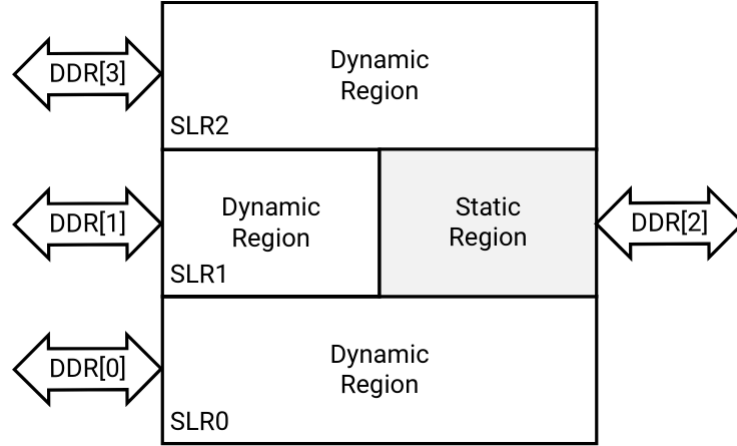 DDR[3]
Dynamic
Region
SLR2
DDR[1]
Dynamic
Region
SLR1
Static
Region
DDR[2]
DDR[0]
Dynamic
Region
SLR0